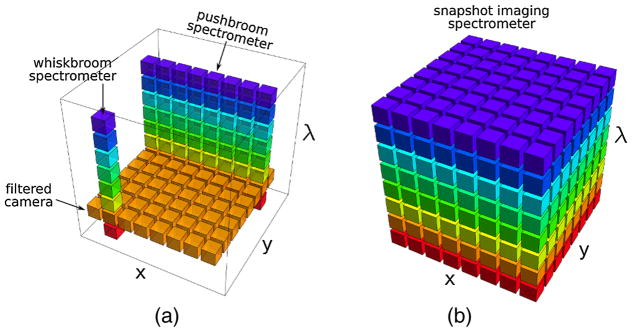 pushbroom
spectrometer
whiskbroom
spectrometer
filtered
camera
λ
y
x
(a)
snapshot imaging
spectrometer
λ
y
x
(b)